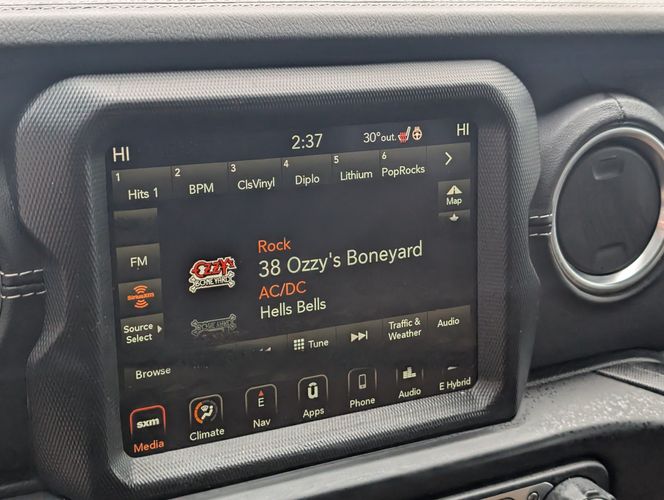 HI 2:37 30°out. HI
1 Hits 1 2 BPM 3 ClsVinyl 4 Diplo 5 Lithium 6 PopRocks
Map
Rock
38 Ozzy's Boneyard
AC/DC
Hells Bells
OZZY'S
BONEYARD
FM
SiriusXM
Source
Select
Browse Tune Traffic &
Weather Audio
sxm
Media Climate E Nav Apps Phone Audio E Hybrid